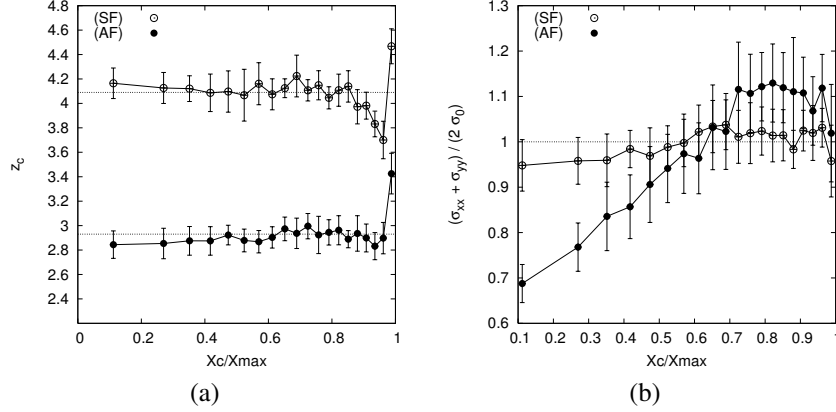 (SF)
(AF)
4.6
4.4
4.2
4
3.8
3.6
3.4
3.2
3
2.8
2.6
2.4
z_c
0 0.2 0.4 0.6 0.8 1
Xc/Xmax
(a)
(SF)
(AF)
1.3
1.2
1.1
1
0.9
0.8
0.7
0.6
(σ_xx + σ_yy) / (2 σ_0)
0.1 0.2 0.3 0.4 0.5 0.6 0.7 0.8 0.9 1
Xc/Xmax
(b)